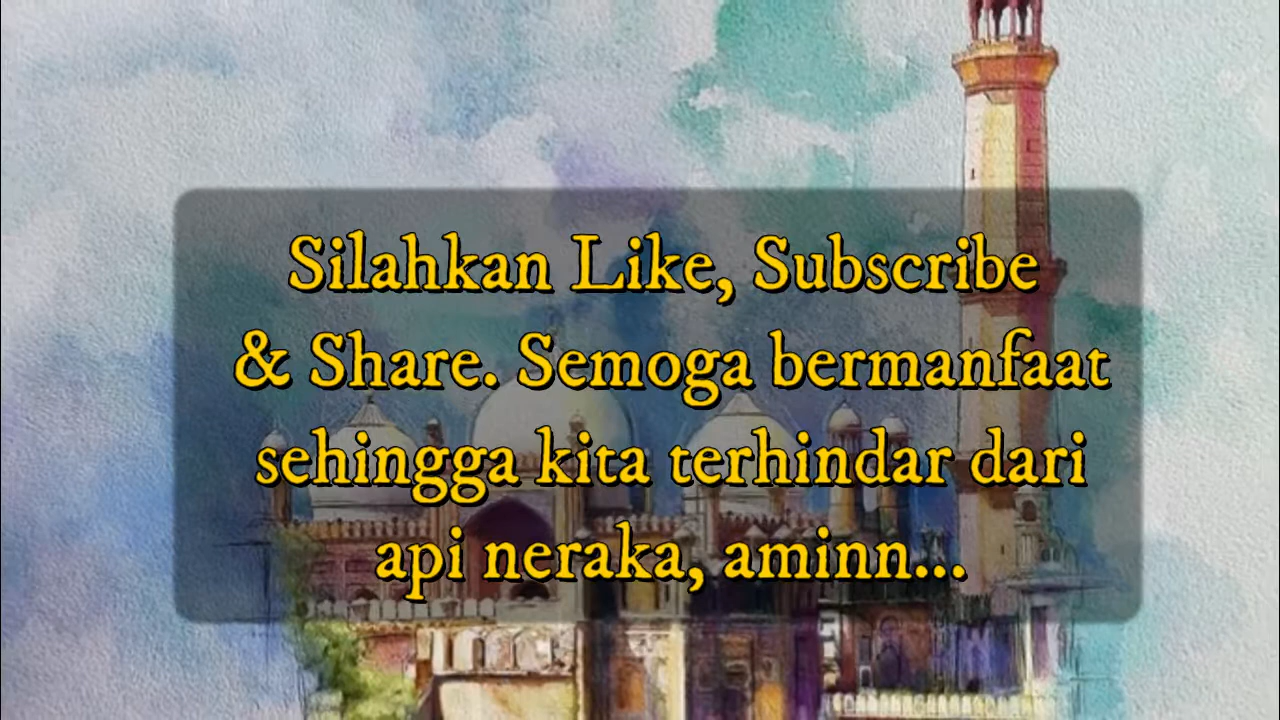 Silahkan Like, Subscribe
& Share. Semoga bermanfaat
sehingga kita terhindar dari
api neraka, aminn...